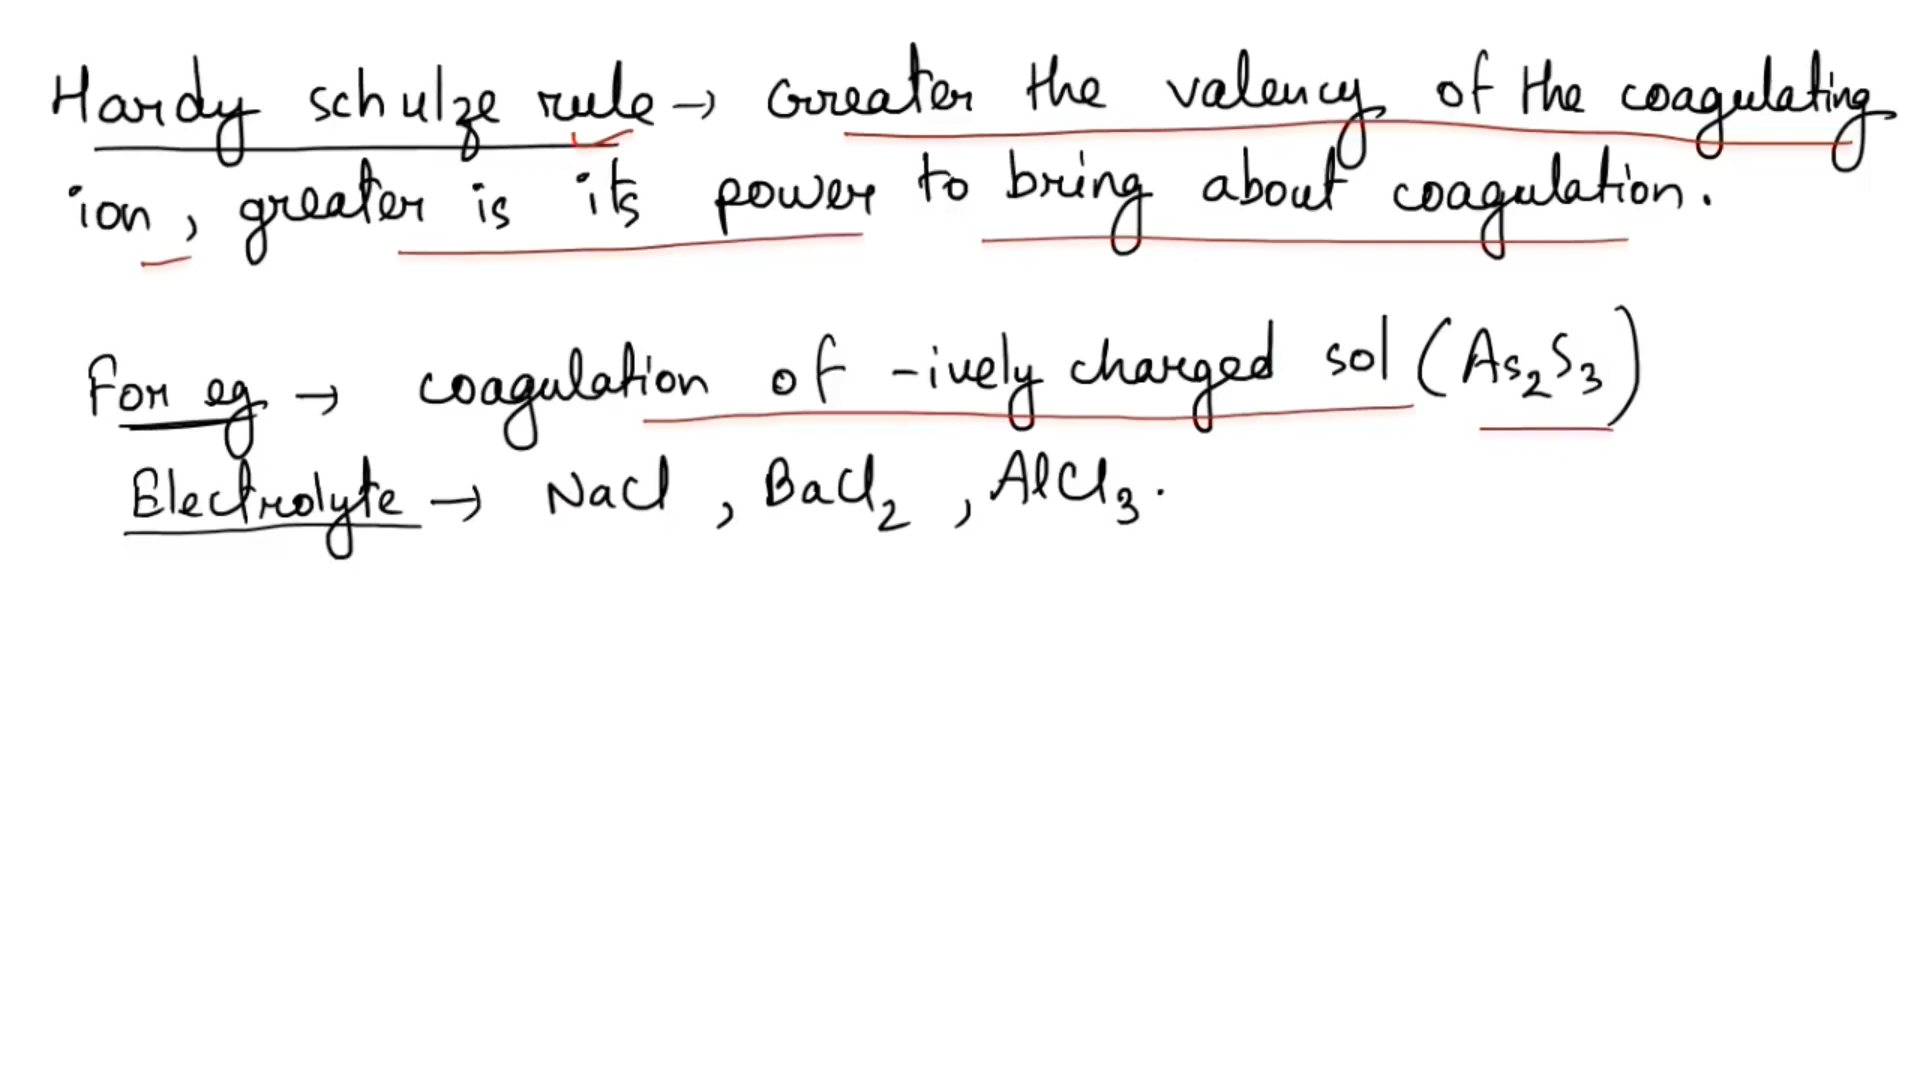 Hardy schulze rule → Greater the valency of the coagulating
ion, greater is its power to bring about coagulation.
For eg → coagulation of -ively charged sol (As₂S₃)
Electrolyte → NaCl, BaCl₂, AlCl₃.